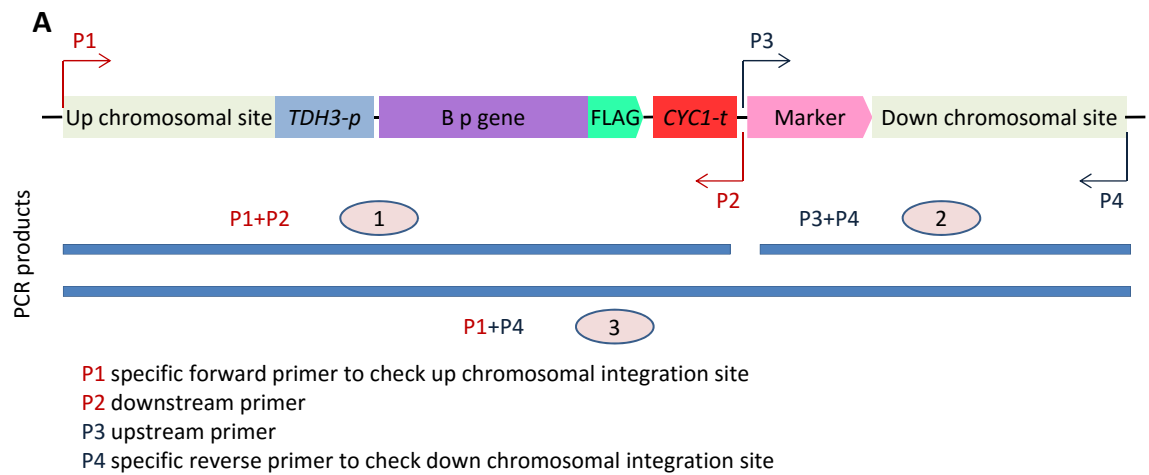 A
P1
P3
Up chromosomal site TDH3-p B p gene FLAG CYC1-t Marker Down chromosomal site
P2
P4
PCR products
P1+P2 1 P3+P4 2
P1+P4 3
P1 specific forward primer to check up chromosomal integration site
P2 downstream primer
P3 upstream primer
P4 specific reverse primer to check down chromosomal integration site